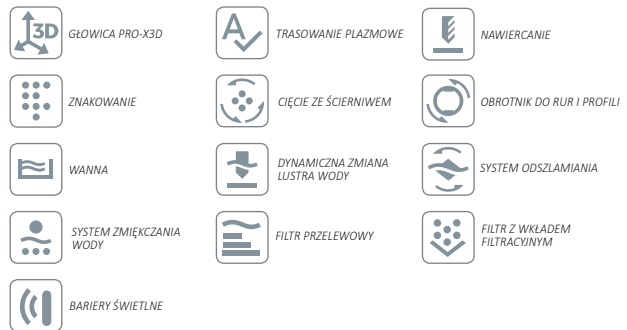 3D
GŁOWICA PRO-X3D
A
TRASOWANIE PLAZMOWE
NAWIERCANIE
ZNAKOWANIE
CIĘCIE ZE ŚCIERNIWEM
OBROTNIK DO RUR I PROFILI
WANNA
DYNAMICZNA ZMIANA
LUSTRA WODY
SYSTEM ODSZLAMIANIA
SYSTEM ZMIĘKCZANIA
WODY
FILTR PRZELEWOWY
FILTR Z WKŁADEM
FILTRACYJNYM
BARIERY ŚWIETLNE